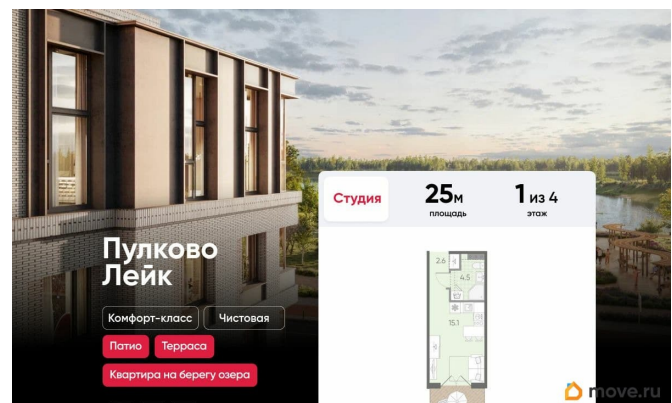 Студия
25м
площадь
1 из 4
этаж
Пулково
Лейк
Комфорт-класс
Чистовая
Патио
Терраса
Квартира на берегу озера
2.6
4.5
15.1
move.ru